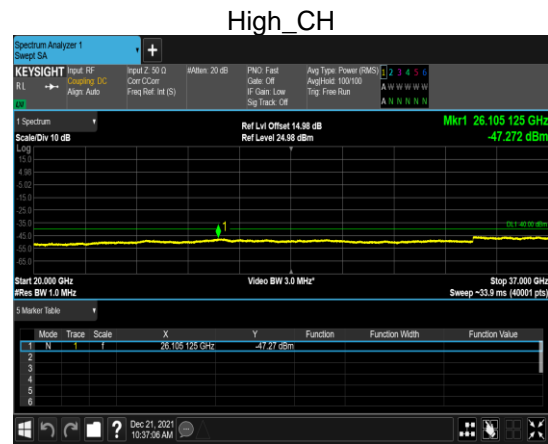 High_CH
Spectrum Analyzer 1
Swept SA
+
KEYSIGHT Input: RF Input Z: 50 Ω #Atten: 20 dB PNO: Fast Avg Type: Power (RMS) 1 2 3 4 5 6
RL Coupling: DC Corr CCorr Gate: Off Avg|Hold: 100/100 A W W W W W
Align: Auto Freq Ref: Int (S) IF Gain: Low Trig: Free Run
LW Sig Track: Off A N N N N N
1 Spectrum Ref Lvl Offset 14.98 dB Mkr1 26.105 125 GHz
Scale/Div 10 dB Ref Level 24.98 dBm -47.272 dBm
Log
15.0
4.98
-5.02
-15.0
-25.0
-35.0
DL1 -40.00 dBm
1
-45.0
-55.0
-65.0
Start 20.000 GHz Video BW 3.0 MHz* Stop 37.000 GHz
#Res BW 1.0 MHz Sweep ~33.9 ms (40001 pts)
5 Marker Table
Mode Trace Scale X Y Function Function Width Function Value
1 N 1 f 26.105 125 GHz -47.27 dBm
2
3
4
5
6
? Dec 21, 2021
10:37:06 AM